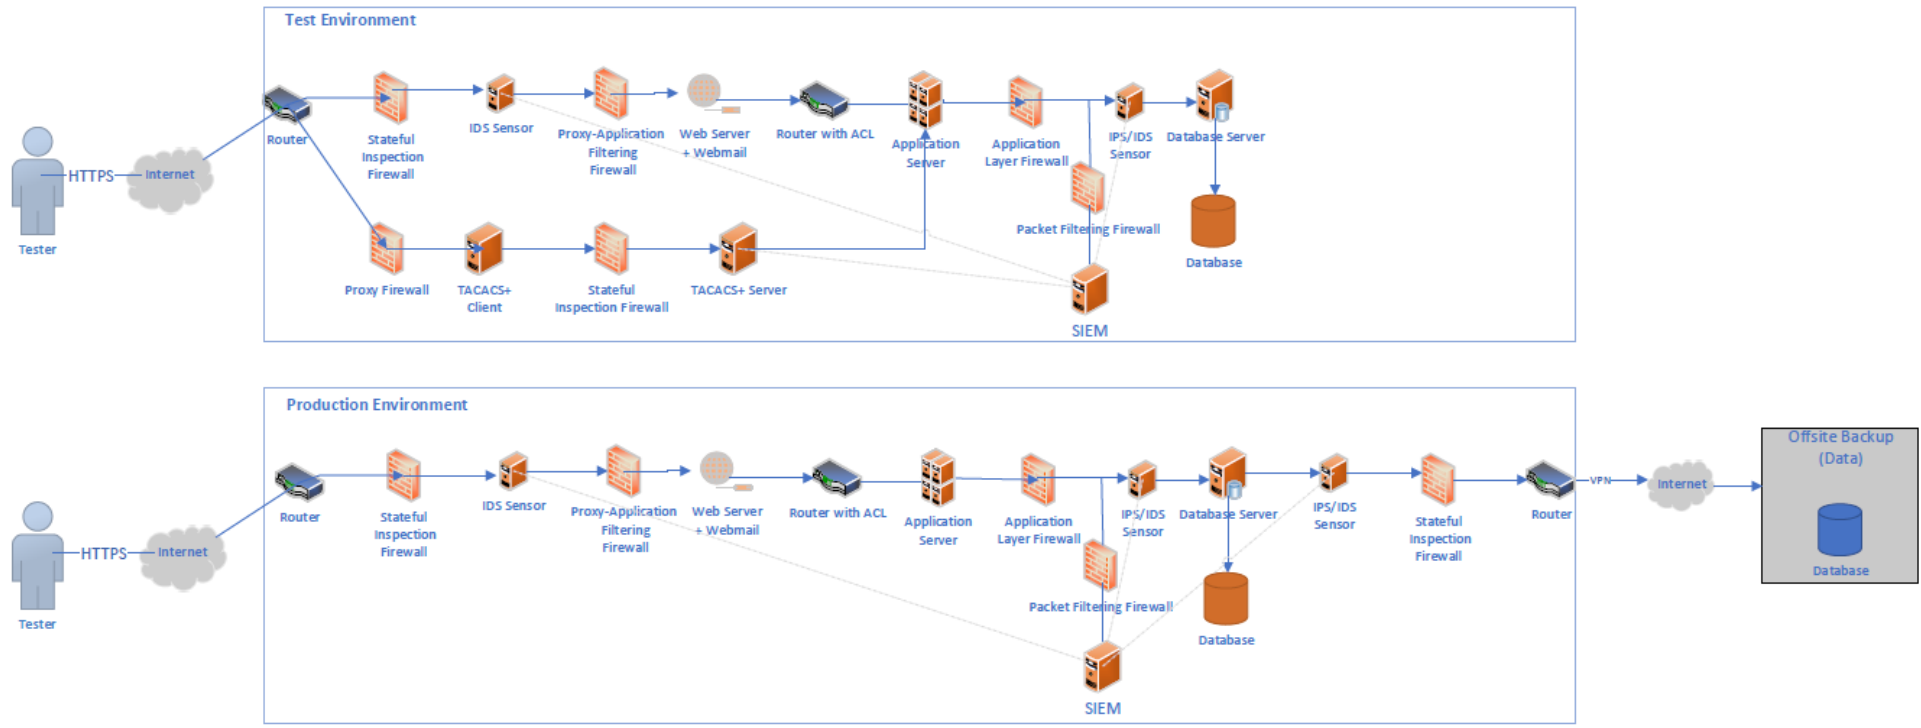 Test Environment
Router
Stateful
Inspection
Firewall
IDS Sensor
Proxy-Application
Filtering
Firewall
Web Server
+ Webmail
Router with ACL
Application
Server
Application
Layer Firewall
IPS/IDS
Sensor
Database Server
HTTPS
Internet
Tester
Packet Filtering Firewall
Database
Proxy Firewall
TACACS+
Client
Stateful
Inspection Firewall
TACACS+ Server
SIEM
Production Environment
Router
Stateful
Inspection
Firewall
IDS Sensor
Proxy-Application
Filtering
Firewall
Web Server
+ Webmail
Router with ACL
Application
Server
Application
Layer Firewall
IPS/IDS
Sensor
Database Server
IPS/IDS
Sensor
Stateful
Inspection
Firewall
Router
VPN
Internet
Offsite Backup
(Data)
Database
HTTPS
Internet
Tester
Packet Filtering Firewall
Database
SIEM